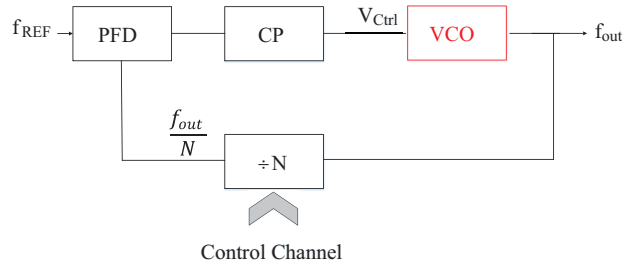 f_REF
PFD
CP
V_Ctrl
VCO
f_out
f_out/N
÷N
Control Channel